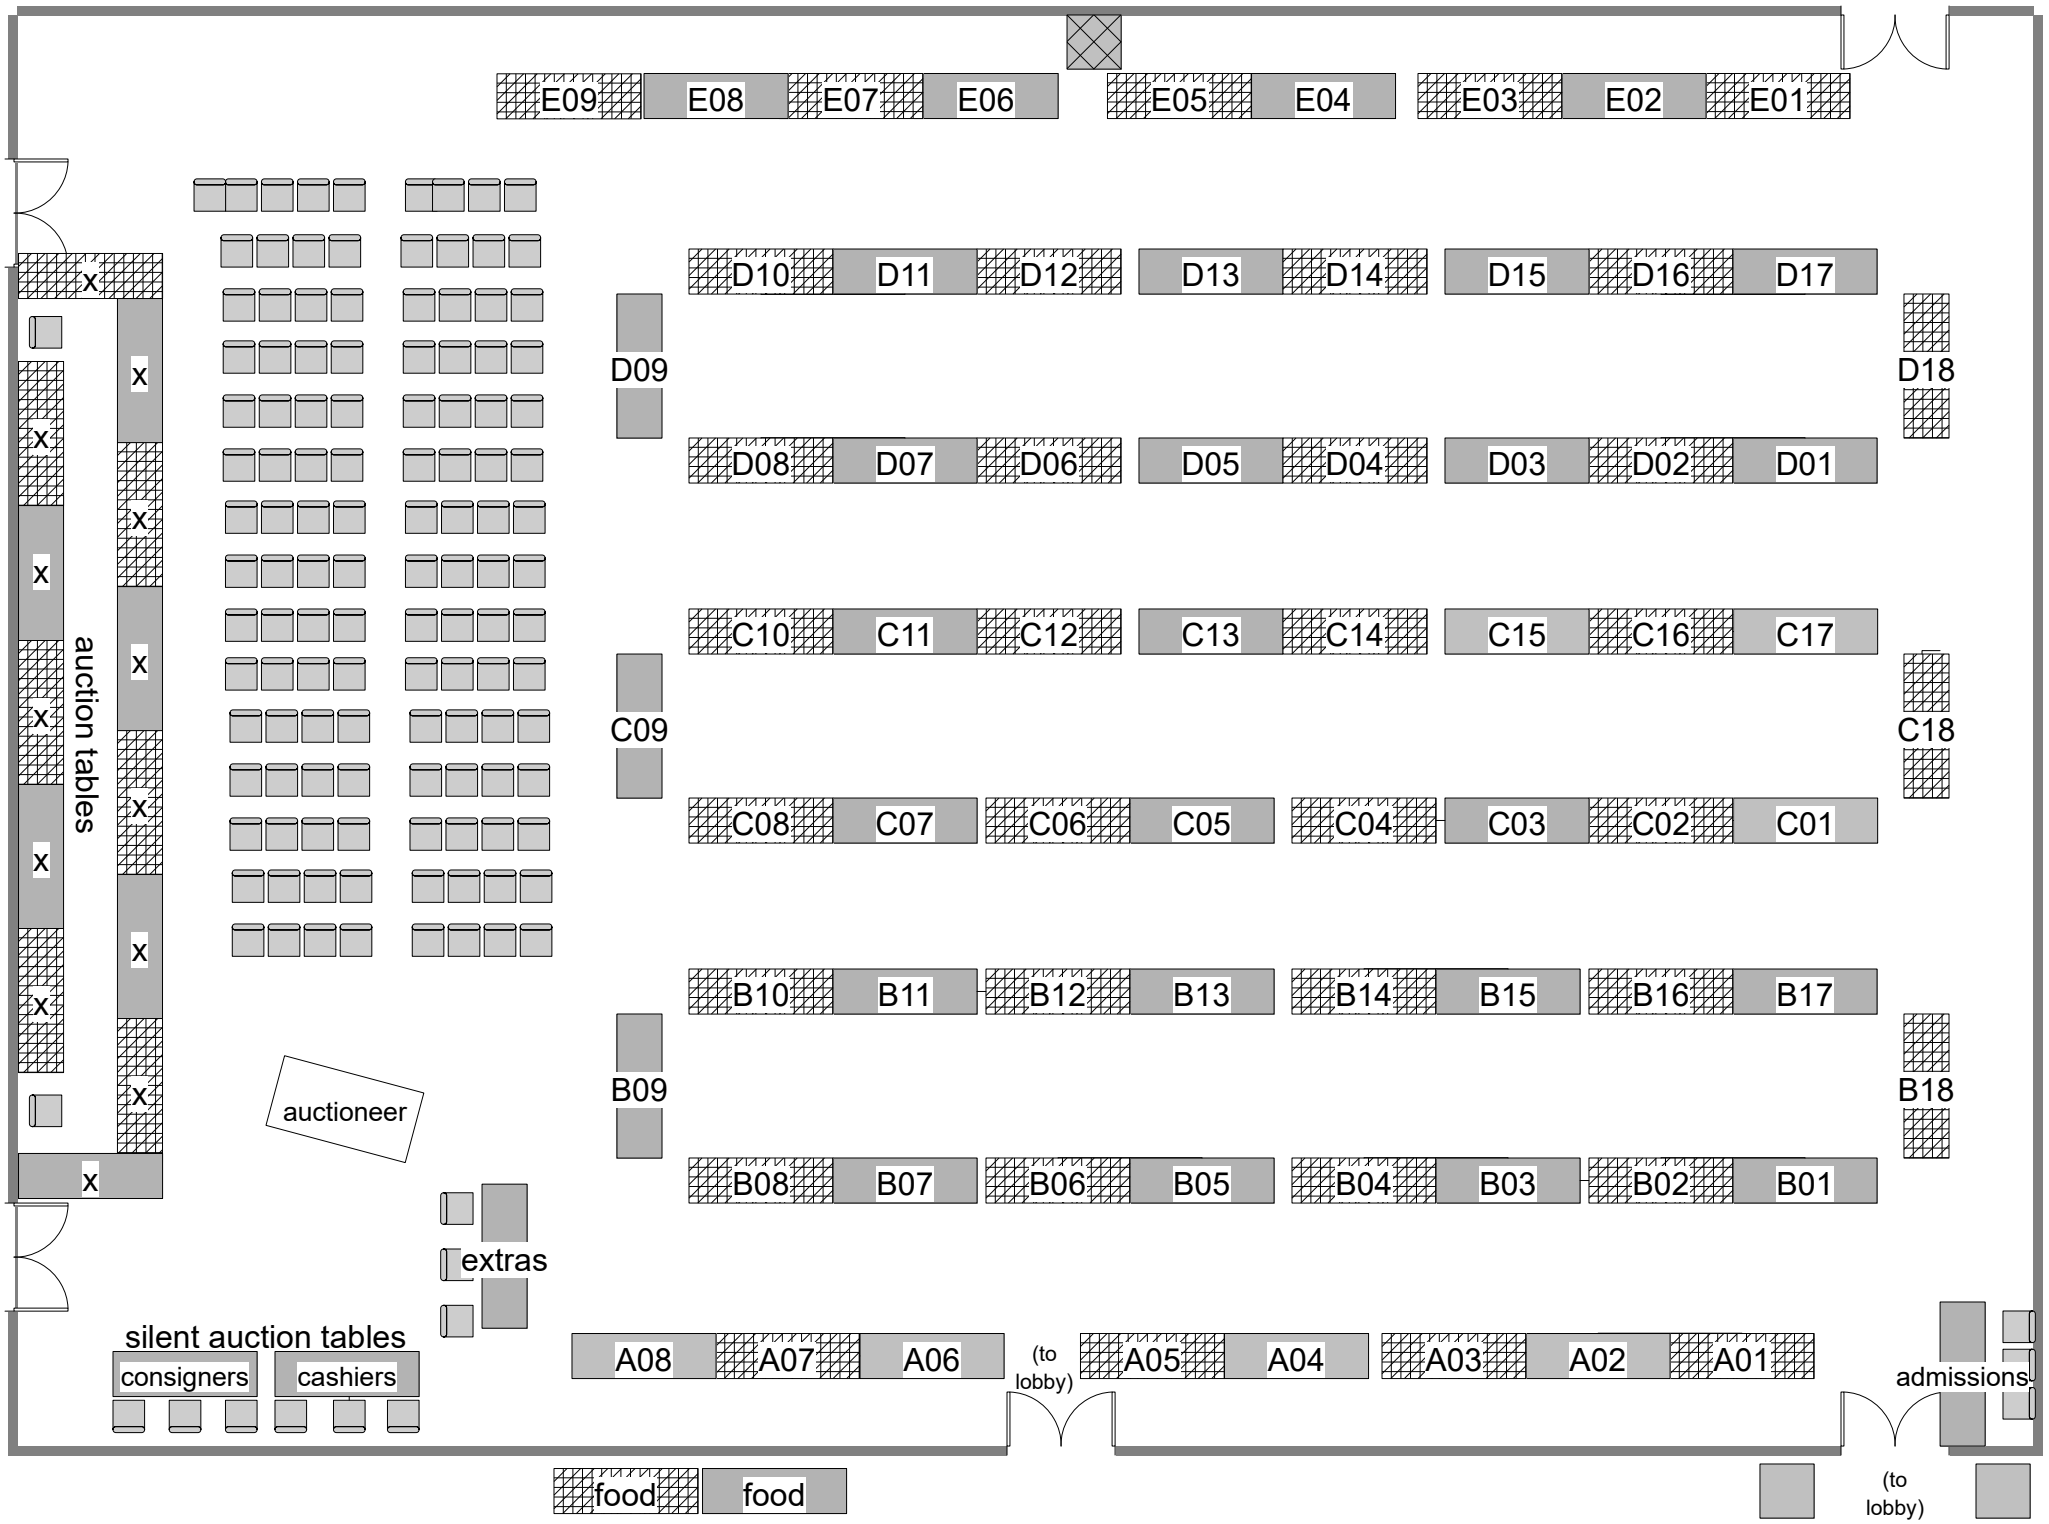 E09 E08 E07 E06 E05 E04 E03 E02 E01
D10 D11 D12 D13 D14 D15 D16 D17
x
D09 D18
x
x
D08 D07 D06 D05 D04 D03 D02 D01
x
x
C10 C11 C12 C13 C14 C15 C16 C17
x
auction tables
x
C09 C18
x
C08 C07 C06 C05 C04 C03 C02 C01
x
x
B10 B11 B12 B13 B14 B15 B16 B17
x
B09 B18
x
auctioneer
x
B08 B07 B06 B05 B04 B03 B02 B01
extras
silent auction tables
consigners cashiers
A08 A07 A06
(to
lobby)
A05 A04 A03 A02 A01
admissions
food food
(to
lobby)